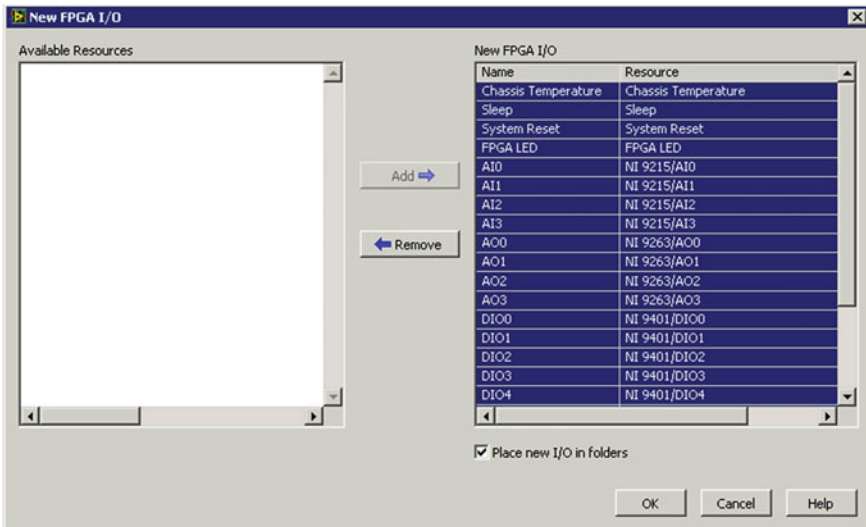 New FPGA I/O
Available Resources
New FPGA I/O
Name Resource
Chassis Temperature Chassis Temperature
Sleep Sleep
System Reset System Reset
FPGA LED FPGA LED
AI0 NI 9215/AI0
AI1 NI 9215/AI1
AI2 NI 9215/AI2
AI3 NI 9215/AI3
AO0 NI 9263/AO0
AO1 NI 9263/AO1
AO2 NI 9263/AO2
AO3 NI 9263/AO3
DIO0 NI 9401/DIO0
DIO1 NI 9401/DIO1
DIO2 NI 9401/DIO2
DIO3 NI 9401/DIO3
DIO4 NI 9401/DIO4
Add
Remove
Place new I/O in folders
OK Cancel Help